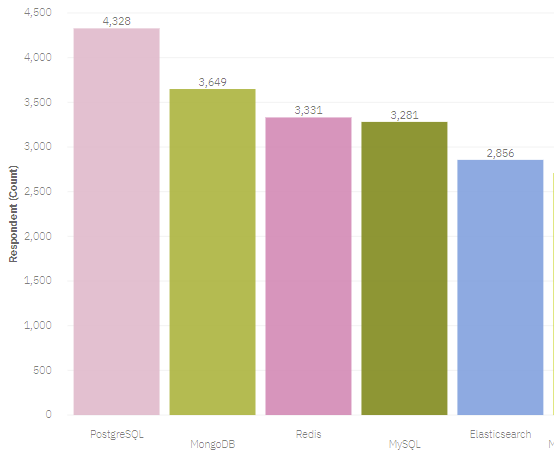 4,500
4,000
3,500
3,000
2,500
2,000
1,500
1,000
500
0
Respondent (Count)
4,328
3,649
3,331
3,281
2,856
PostgreSQL
MongoDB
Redis
MySQL
Elasticsearch
M